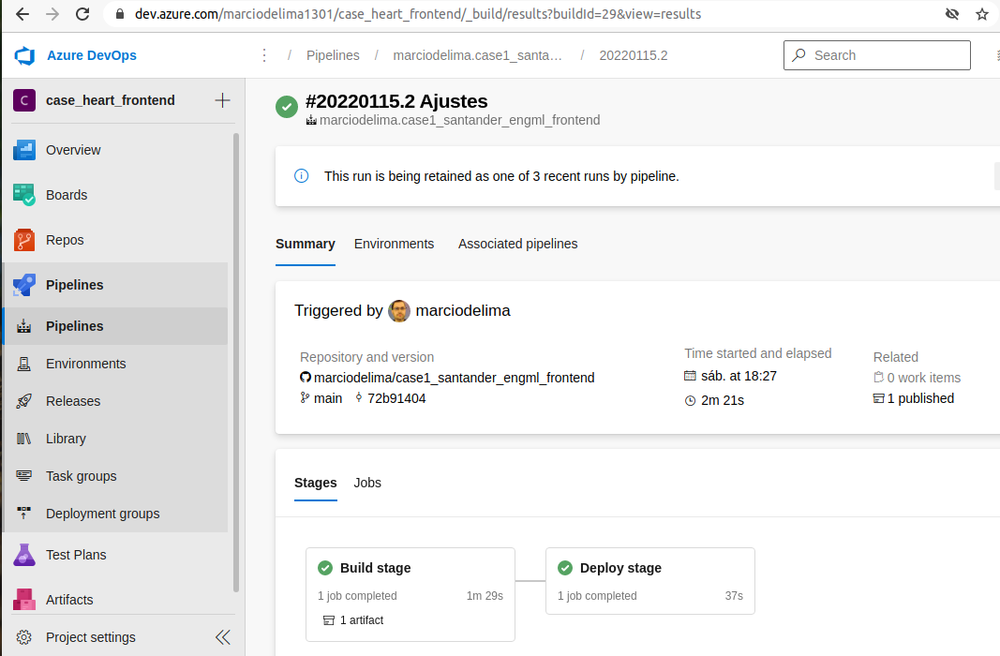 dev.azure.com/marciodelima1301/case_heart_frontend/_build/results?buildId=29&view=results
Azure DevOps
/ Pipelines / marciodelima.case1_santa… / 20220115.2
Search
C case_heart_frontend
Overview
Boards
Repos
Pipelines
Pipelines
Environments
Releases
Library
Task groups
Deployment groups
Test Plans
Artifacts
Project settings
#20220115.2 Ajustes
marciodelima.case1_santander_engml_frontend
This run is being retained as one of 3 recent runs by pipeline.
Summary Environments Associated pipelines
Triggered by marciodelima
Repository and version
marciodelima/case1_santander_engml_frontend
main 72b91404
Time started and elapsed
sáb. at 18:27
2m 21s
Related
0 work items
1 published
Stages Jobs
Build stage
1 job completed 1m 29s
1 artifact
Deploy stage
1 job completed 37s